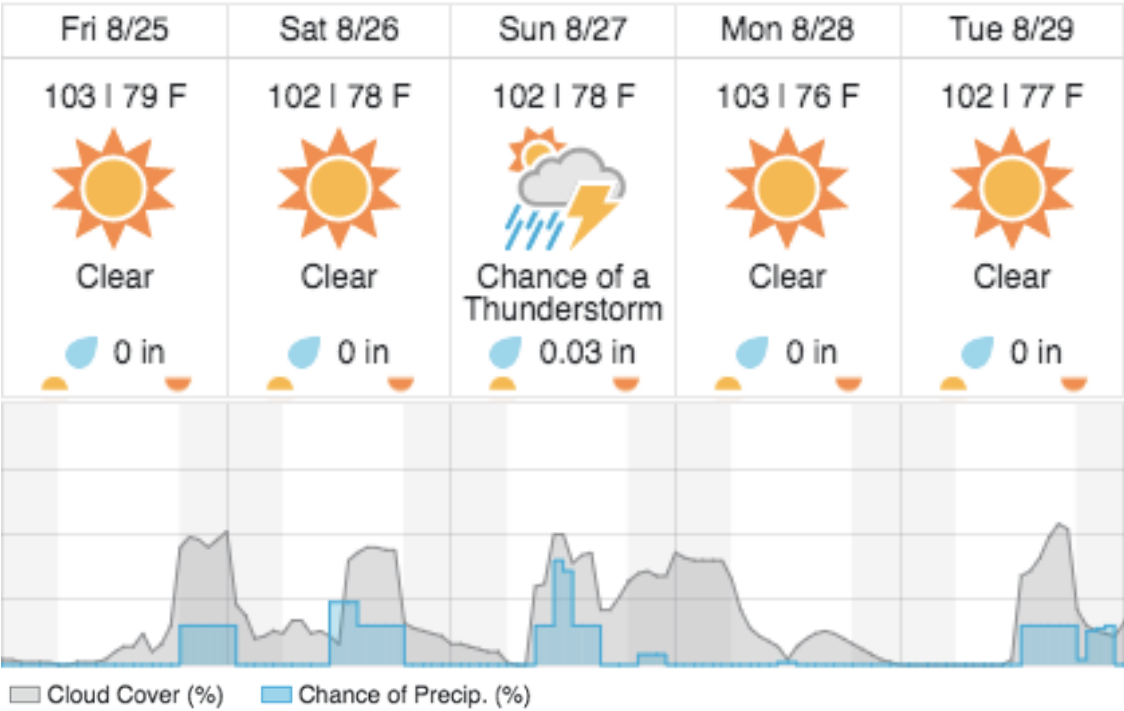 Fri 8/25
Sat 8/26
Sun 8/27
Mon 8/28
Tue 8/29
103 | 79 F
102 | 78 F
102 | 78 F
103 | 76 F
102 | 77 F
Clear
Clear
Chance of a
Thunderstorm
Clear
Clear
0 in
0 in
0.03 in
0 in
0 in
Cloud Cover (%)
Chance of Precip. (%)